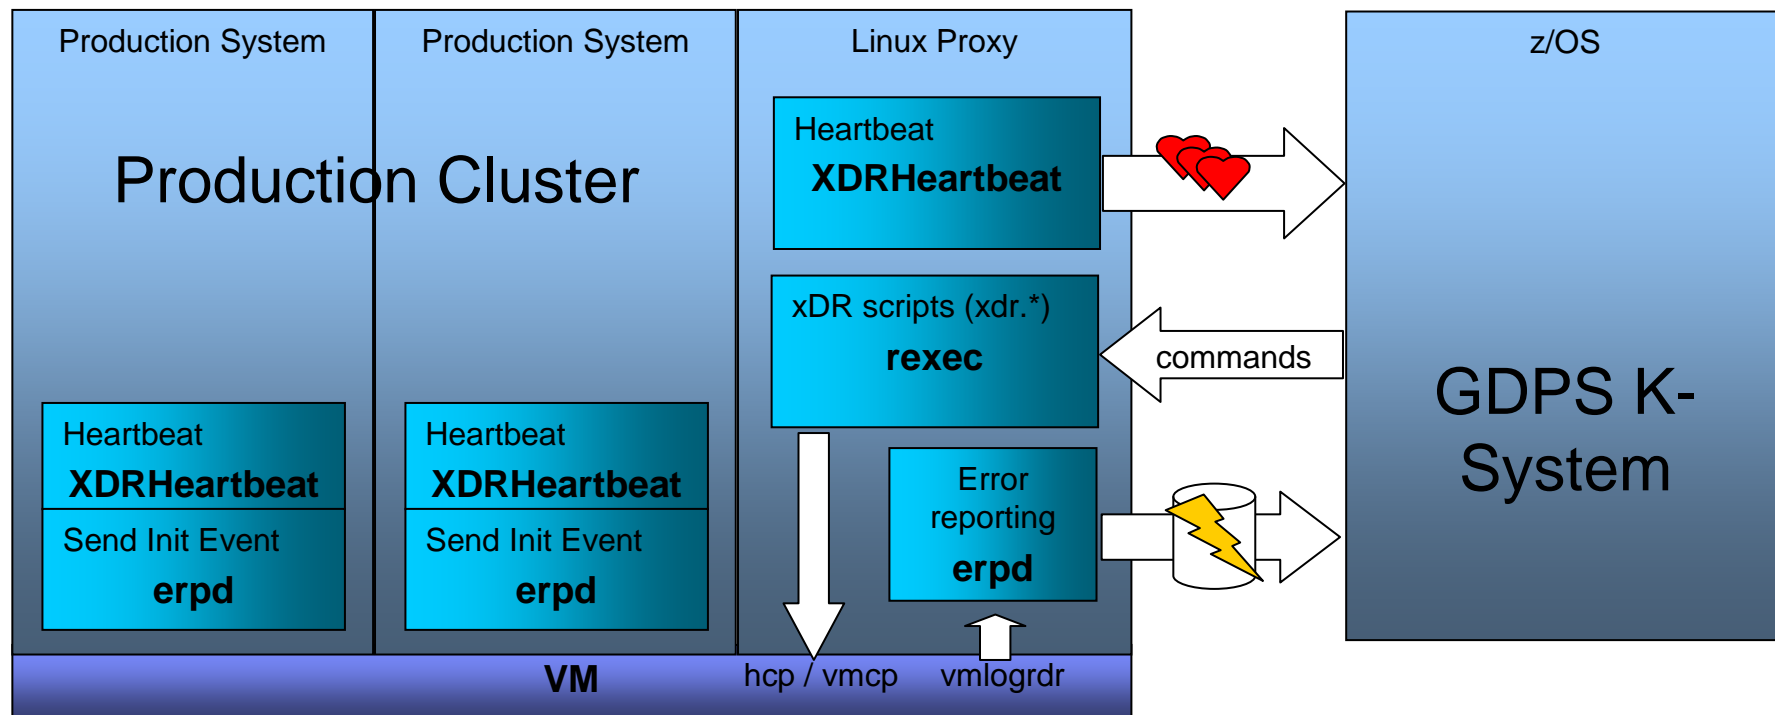 Production System
Production System
Linux Proxy
z/OS
Production Cluster
Heartbeat
XDRHeartbeat
xDR scripts (xdr.*)
rexec
commands
GDPS K-
System
Heartbeat
XDRHeartbeat
Send Init Event
erpd
Heartbeat
XDRHeartbeat
Send Init Event
erpd
Error
reporting
erpd
VM
hcp / vmcp
vmlogrdr